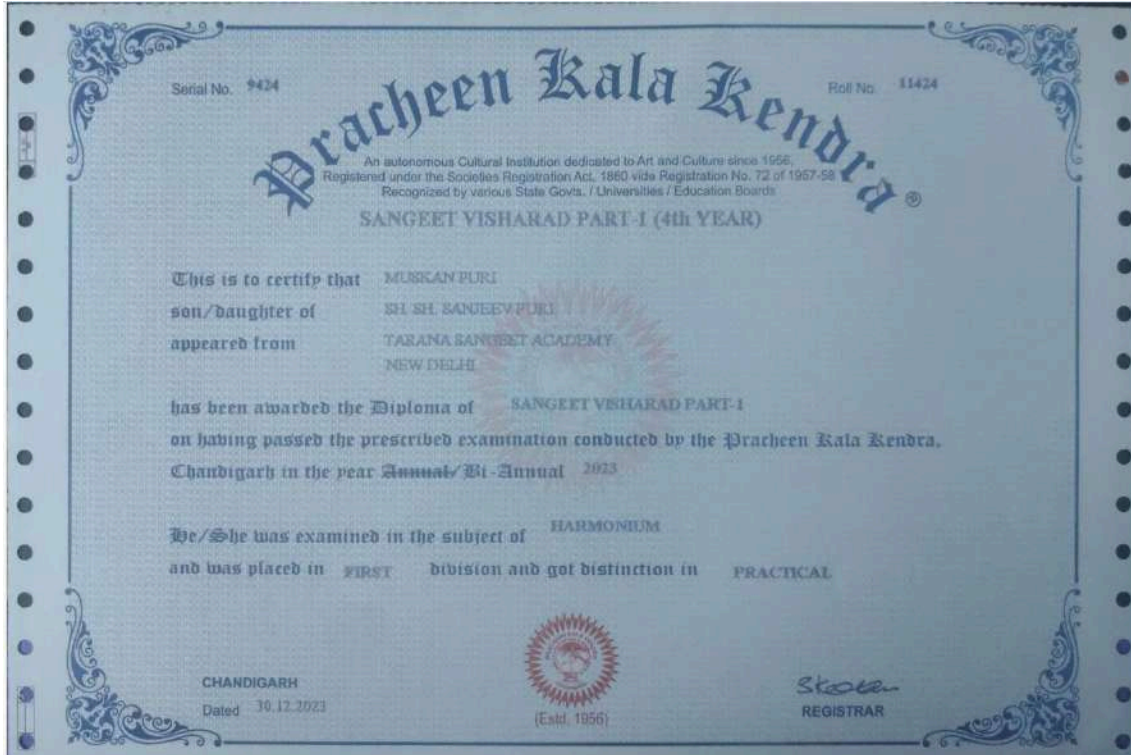 Serial No. 9424
Roll No. 11424
Pracheen Kala Kendra®
An autonomous Cultural Institution dedicated to Art and Culture since 1956,
Registered under the Societies Registration Act, 1860 vide Registration No. 72 of 1957-58
Recognized by various State Govts. / Universities / Education Boards
SANGEET VISHARAD PART-1 (4th YEAR)
This is to certify that MUSKAN PURI
son/daughter of SH. SH. SANJEEV PURI
appeared from TARANA SANGEET ACADEMY
NEW DELHI
has been awarded the Diploma of SANGEET VISHARAD PART-1
on having passed the prescribed examination conducted by the Pracheen Kala Kendra,
Chandigarh in the year Annual/Bi-Annual 2023
He/She was examined in the subject of HARMONIUM
and was placed in FIRST division and got distinction in PRACTICAL
CHANDIGARH
Dated 30.12.2023
(Estd. 1956)
REGISTRAR